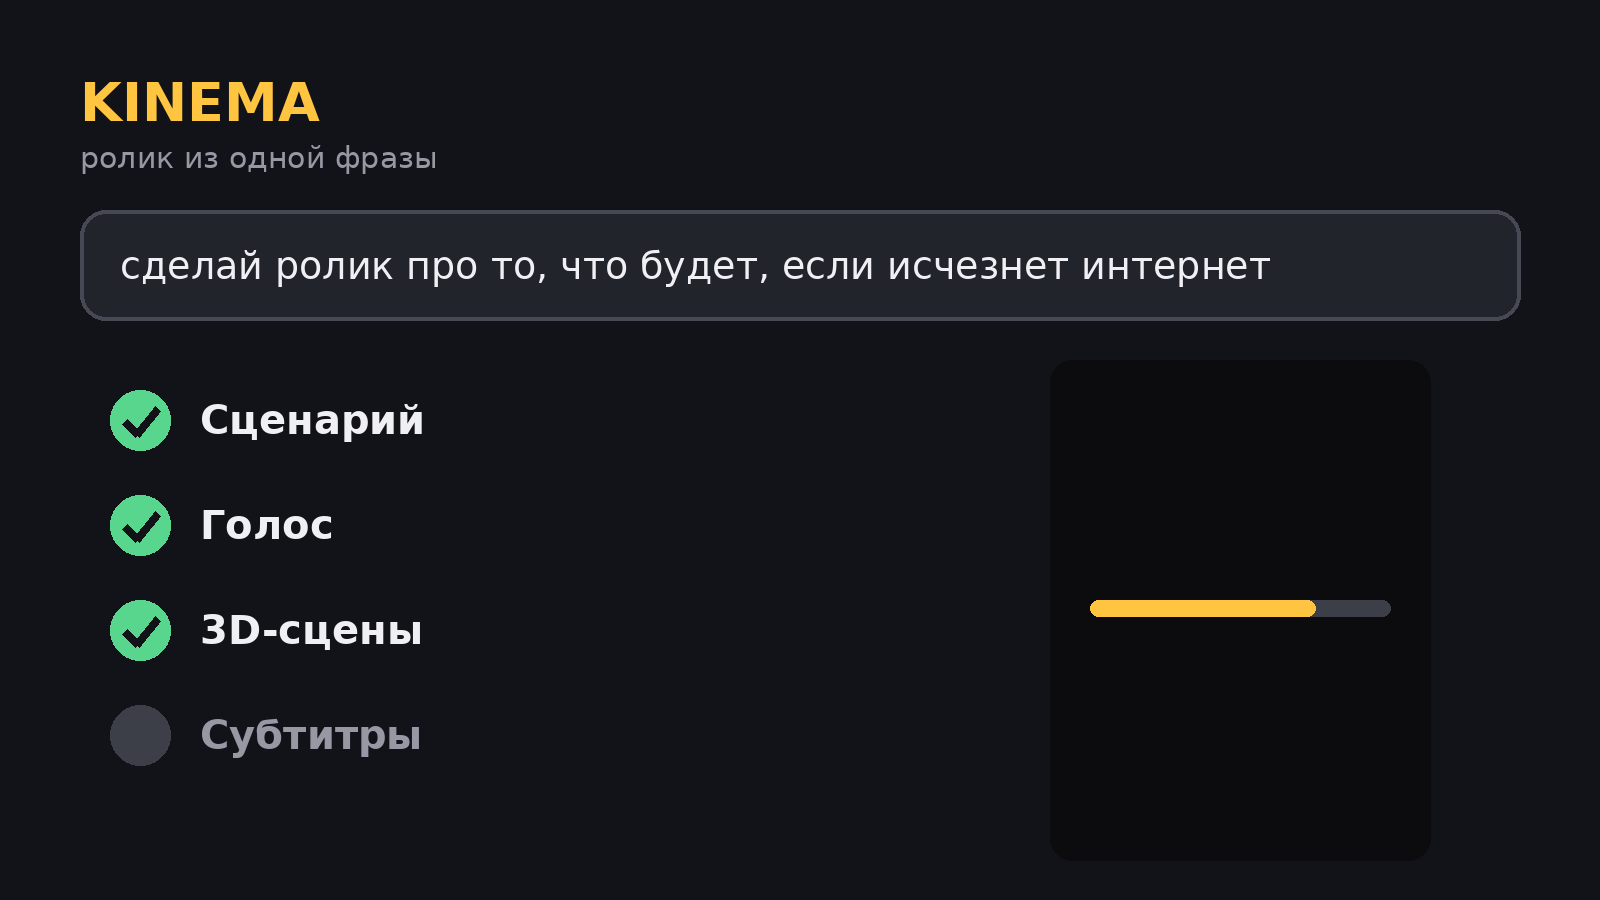 KINEMA
ролик из одной фразы
сделай ролик про то, что будет, если исчезнет интернет
Сценарий
Голос
3D-сцены
Субтитры